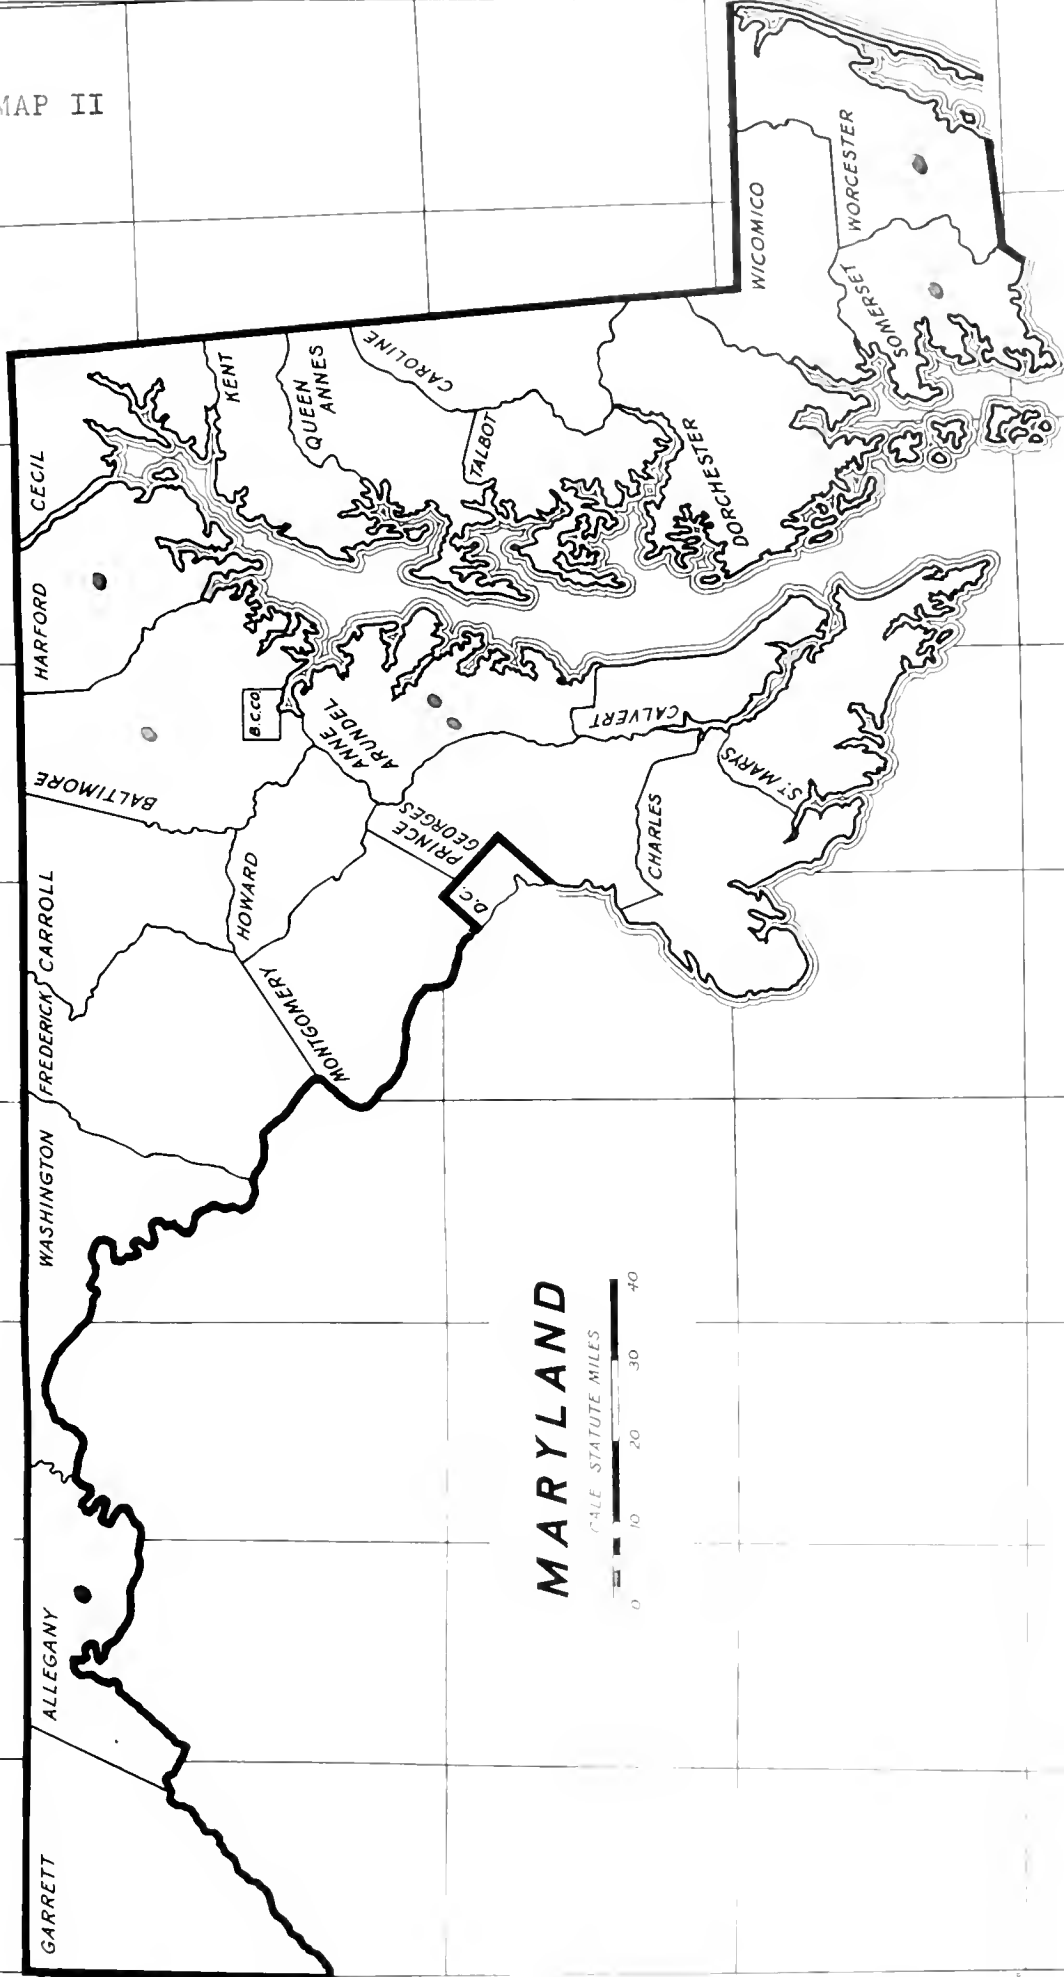 MAP II
GARRETT
ALLEGANY
WASHINGTON
FREDERICK
CARROLL
BALTIMORE
HARFORD
CECIL
HOWARD
MONTGOMERY
B.C.CO.
KENT
QUEEN
ANNES
CAROLINE
TALBOT
ANNE
ARUNDEL
PRINCE
GEORGES
D.C.
CALVERT
CHARLES
ST. MARYS
DORCHESTER
WICOMICO
WORCESTER
SOMERSET
MARYLAND
CALE STATUTE MILES
0 10 20 30 40